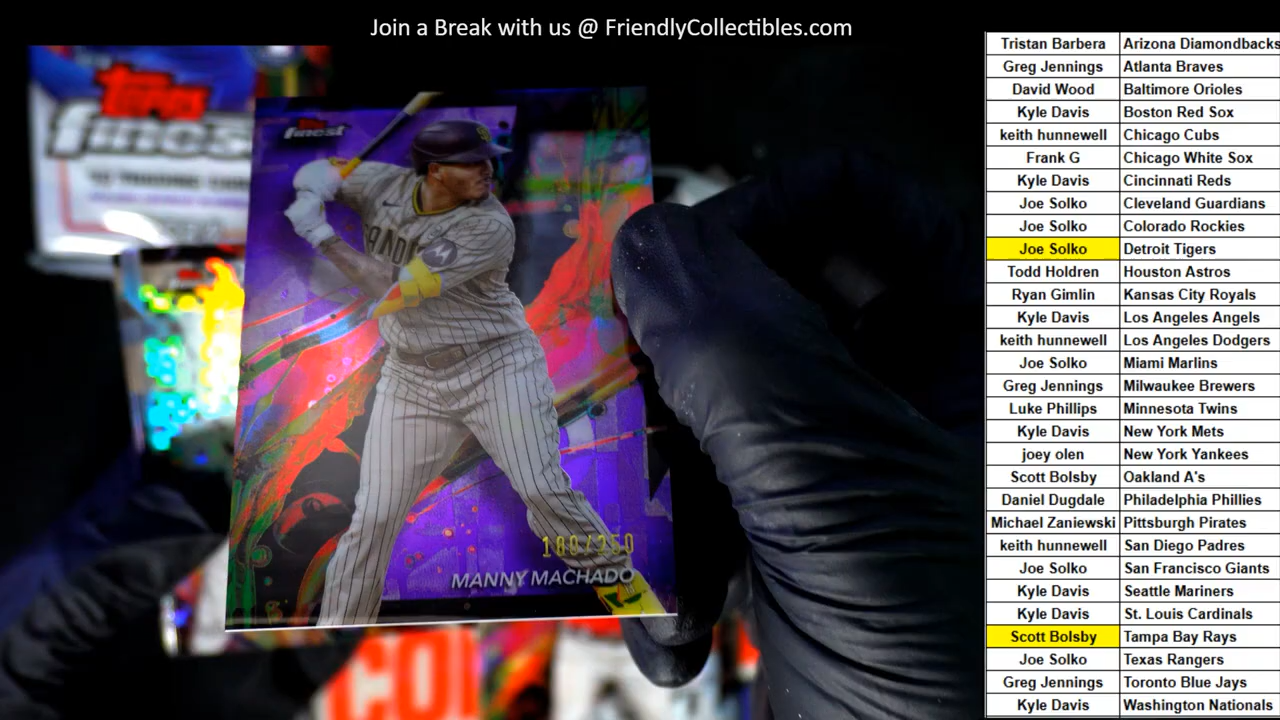 Join a Break with us @ FriendlyCollectibles.com
Topps
finest
finest
MANNY MACHADO
Tristan Barbera Arizona Diamondbacks
Greg Jennings Atlanta Braves
David Wood Baltimore Orioles
Kyle Davis Boston Red Sox
keith hunnewell Chicago Cubs
Frank G Chicago White Sox
Kyle Davis Cincinnati Reds
Joe Solko Cleveland Guardians
Joe Solko Colorado Rockies
Joe Solko Detroit Tigers
Todd Holdren Houston Astros
Ryan Gimlin Kansas City Royals
Kyle Davis Los Angeles Angels
keith hunnewell Los Angeles Dodgers
Joe Solko Miami Marlins
Greg Jennings Milwaukee Brewers
Luke Phillips Minnesota Twins
Kyle Davis New York Mets
joey olen New York Yankees
Scott Bolsby Oakland A's
Daniel Dugdale Philadelphia Phillies
Michael Zaniewski Pittsburgh Pirates
keith hunnewell San Diego Padres
Joe Solko San Francisco Giants
Kyle Davis Seattle Mariners
Kyle Davis St. Louis Cardinals
Scott Bolsby Tampa Bay Rays
Joe Solko Texas Rangers
Greg Jennings Toronto Blue Jays
Kyle Davis Washington Nationals